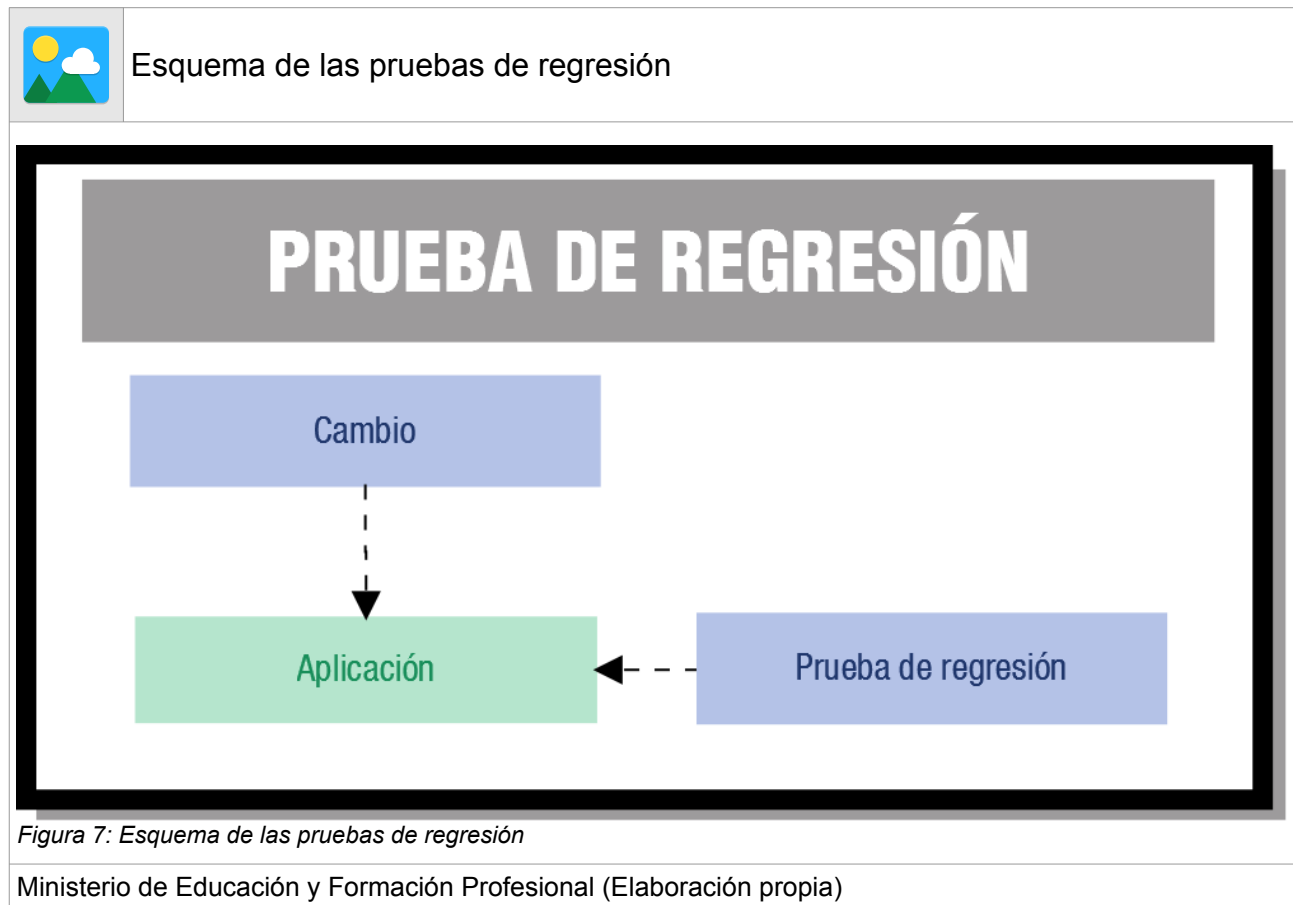 Esquema de las pruebas de regresión
PRUEBA DE REGRESIÓN
Cambio
Aplicación
Prueba de regresión
Figura 7: Esquema de las pruebas de regresión
Ministerio de Educación y Formación Profesional (Elaboración propia)